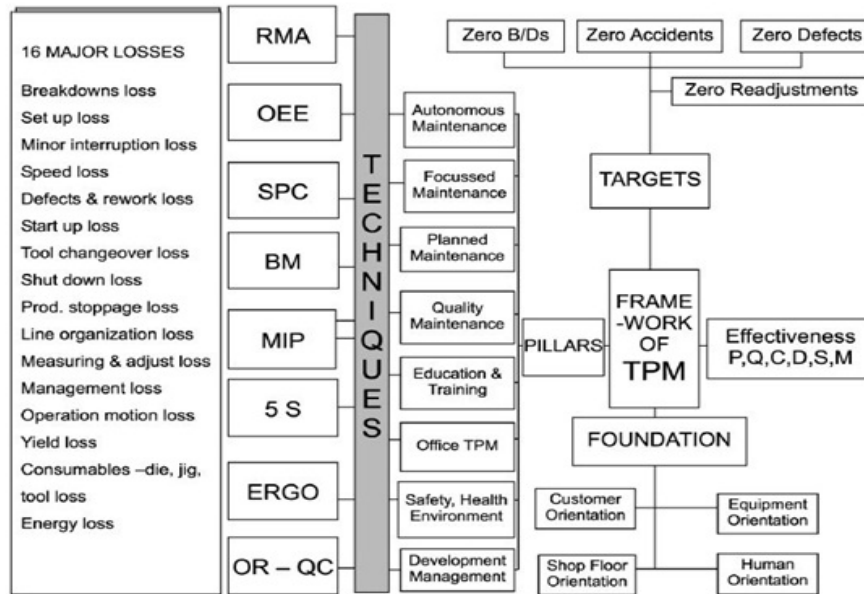 16 MAJOR LOSSES
Breakdowns loss
Set up loss
Minor interruption loss
Speed loss
Defects & rework loss
Start up loss
Tool changeover loss
Shut down loss
Prod. stoppage loss
Line organization loss
Measuring & adjust loss
Management loss
Operation motion loss
Yield loss
Consumables –die, jig,
tool loss
Energy loss
RMA
OEE
SPC
BM
MIP
5 S
ERGO
OR – QC
TECHNIQUES
Autonomous
Maintenance
Focussed
Maintenance
Planned
Maintenance
Quality
Maintenance
Education &
Training
Office TPM
Safety, Health
Environment
Development
Management
PILLARS
Zero B/Ds
Zero Accidents
Zero Defects
Zero Readjustments
TARGETS
FRAME
-WORK
OF
TPM
Effectiveness
P,Q,C,D,S,M
FOUNDATION
Customer
Orientation
Equipment
Orientation
Shop Floor
Orientation
Human
Orientation